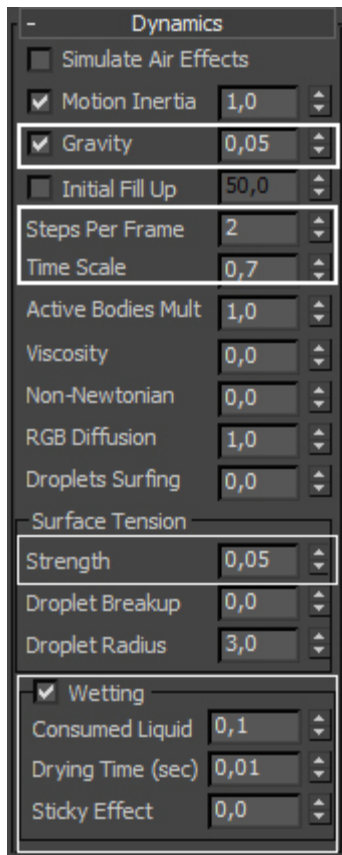 - Dynamics
Simulate Air Effects
Motion Inertia 1,0
Gravity 0,05
Initial Fill Up 50,0
Steps Per Frame 2
Time Scale 0,7
Active Bodies Mult 1,0
Viscosity 0,0
Non-Newtonian 0,0
RGB Diffusion 1,0
Droplets Surfing 0,0
Surface Tension
Strength 0,05
Droplet Breakup 0,0
Droplet Radius 3,0
Wetting
Consumed Liquid 0,1
Drying Time (sec) 0,01
Sticky Effect 0,0